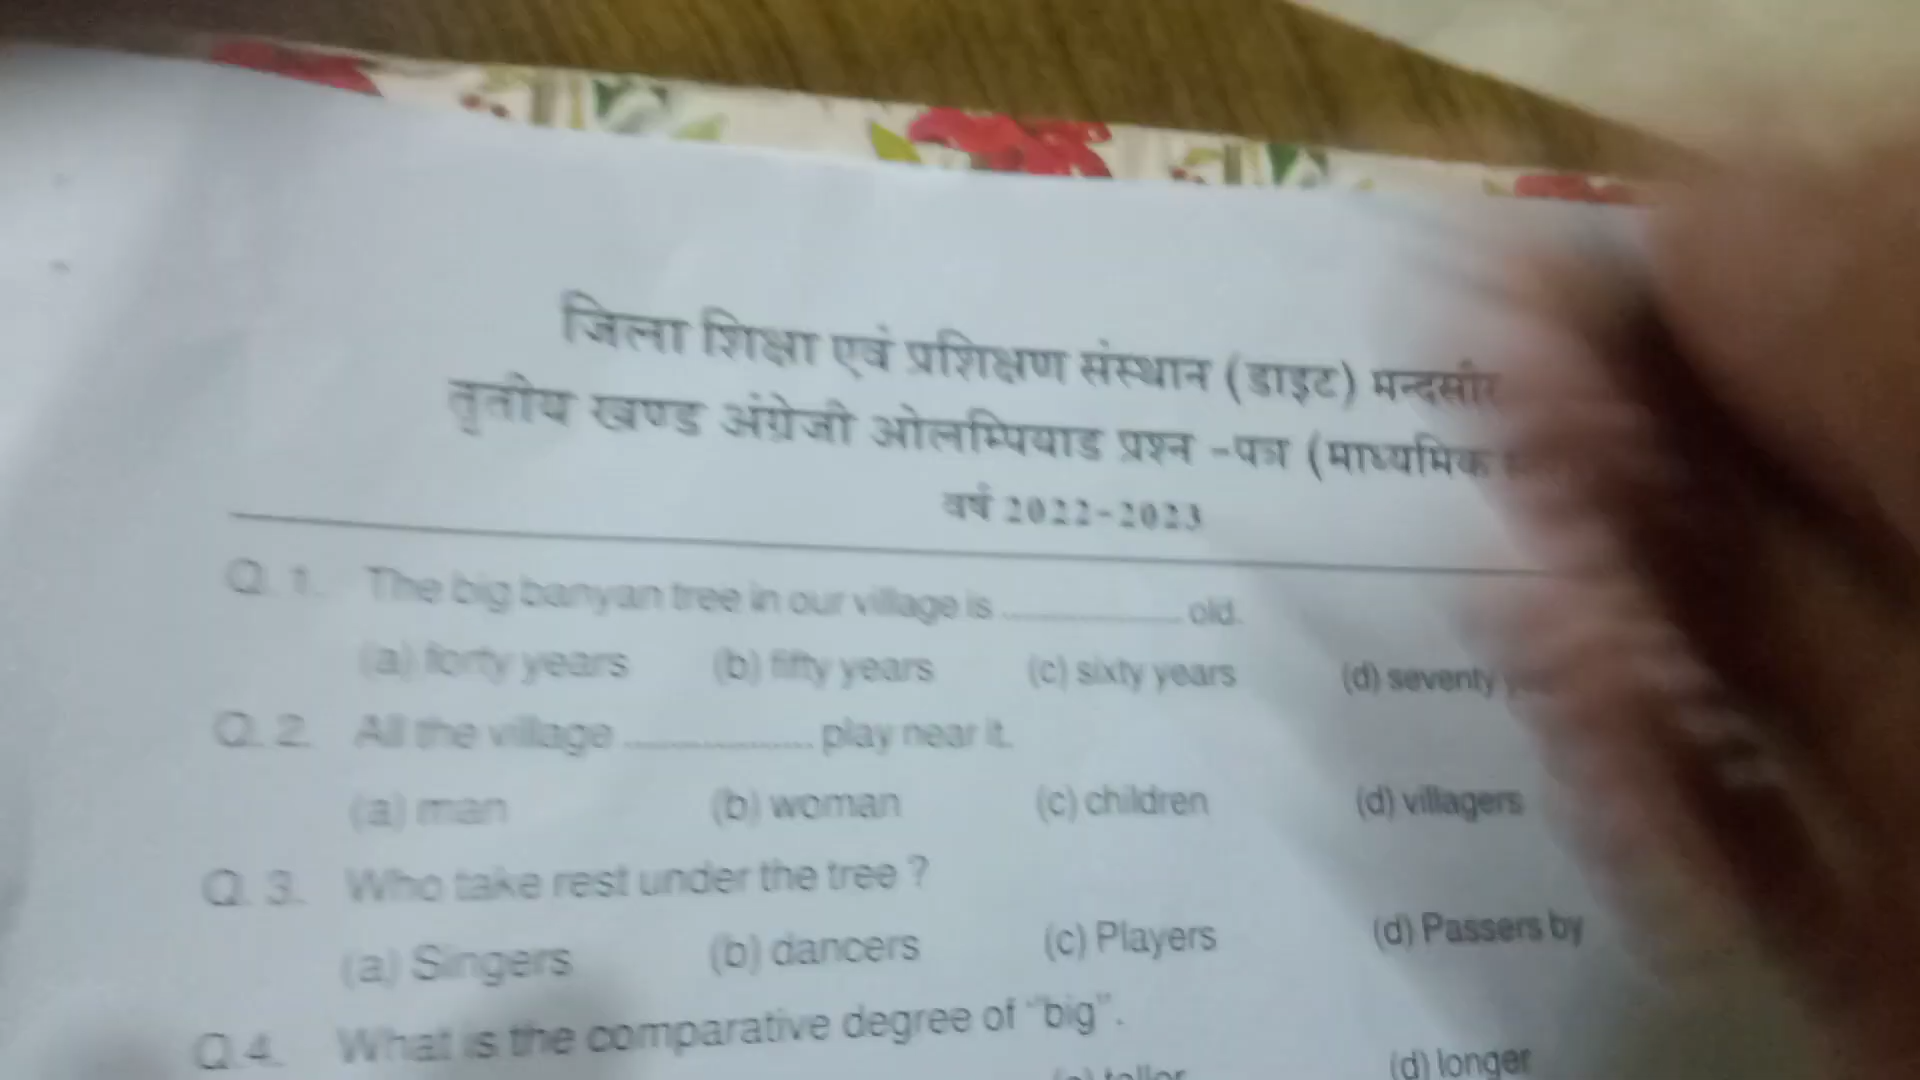 जिला शिक्षा एवं प्रशिक्षण संस्थान (डाइट) मन्दसौर
तृतीय खण्ड अंग्रेजी ओलम्पियाड प्रश्न -पत्र (माध्यमिक
वर्ष 2022-2023
Q. 1. The big banyan tree in our village is .................. old.
(a) forty years (b) fifty years (c) sixty years (d) seventy
Q. 2. All the village .................. play near it.
(a) man (b) woman (c) children (d) villagers
Q. 3. Who take rest under the tree ?
(a) Singers (b) dancers (c) Players (d) Passers by
Q.4. What is the comparative degree of "big".
(d) longer